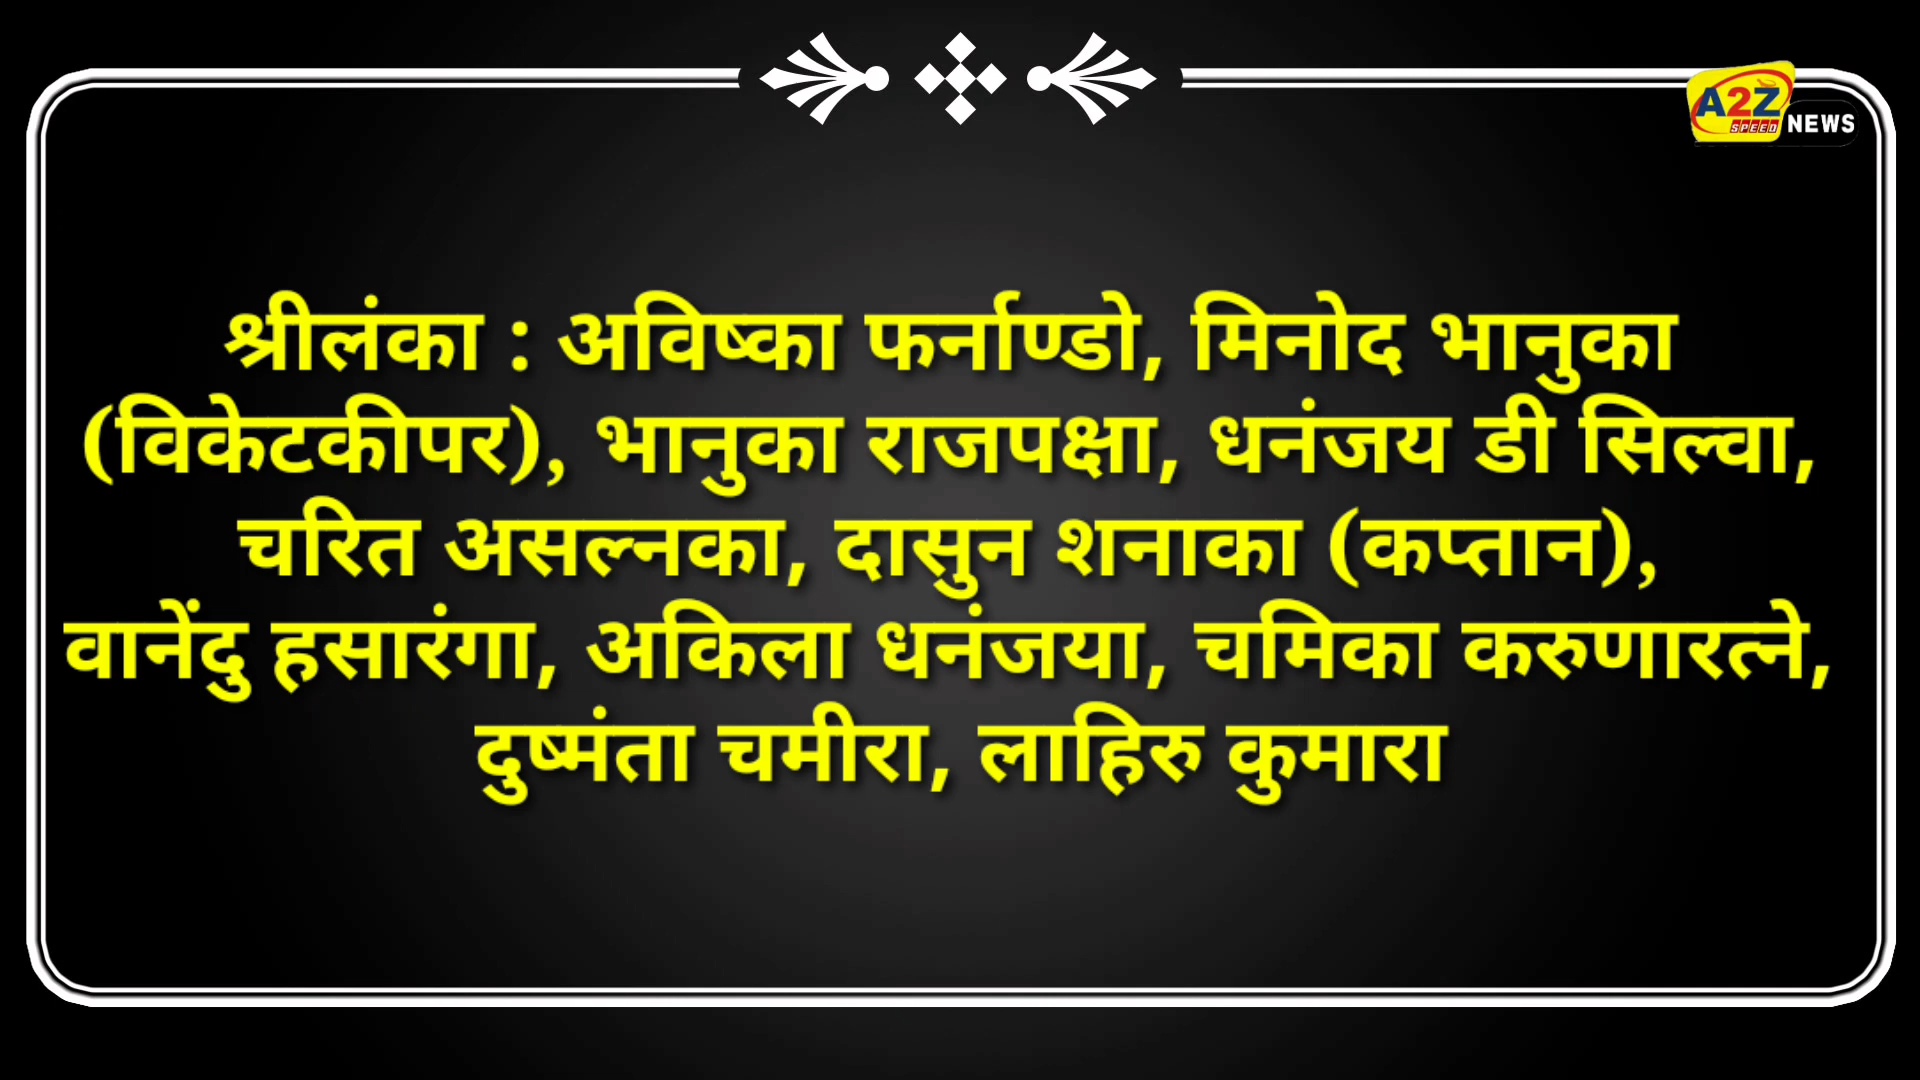 A2Z
SPEED NEWS
श्रीलंका : अविष्का फर्नाण्डो, मिनोद भानुका
(विकेटकीपर), भानुका राजपक्षा, धनंजय डी सिल्वा,
चरित असल्नका, दासुन शनाका (कप्तान),
वानेंदु हसारंगा, अकिला धनंजया, चमिका करुणारत्ने,
दुष्मंता चमीरा, लाहिरु कुमारा